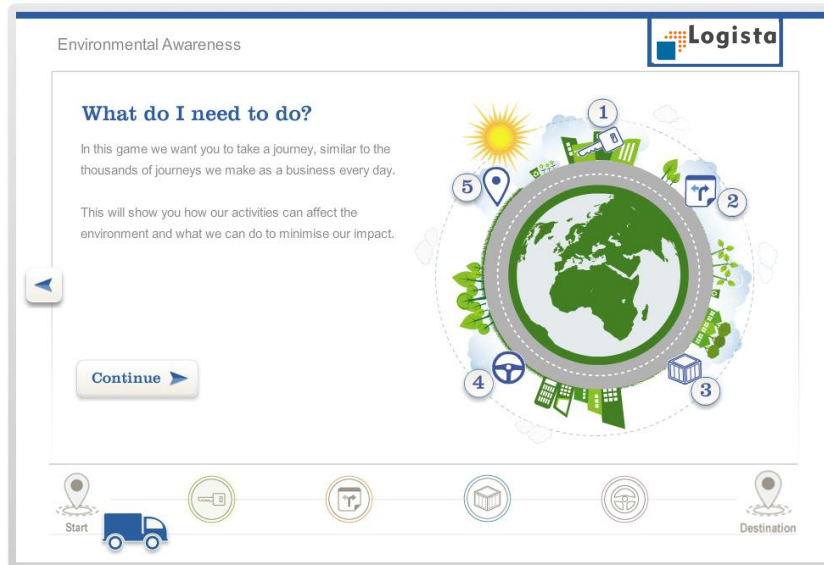 Environmental Awareness
Logista
What do I need to do?
In this game we want you to take a journey, similar to the
thousands of journeys we make as a business every day.
This will show you how our activities can affect the
environment and what we can do to minimise our impact.
Continue
1
2
3
4
5
Start
Destination